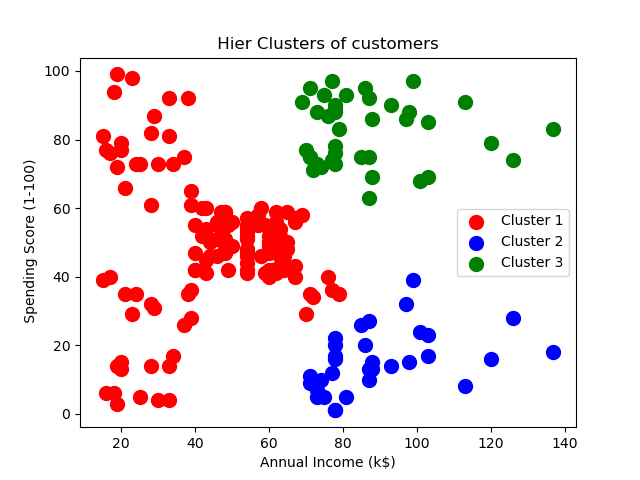 Hier Clusters of customers
100
80
60
40
20
0
Spending Score (1-100)
Cluster 1
Cluster 2
Cluster 3
20 40 60 80 100 120 140
Annual Income (k$)